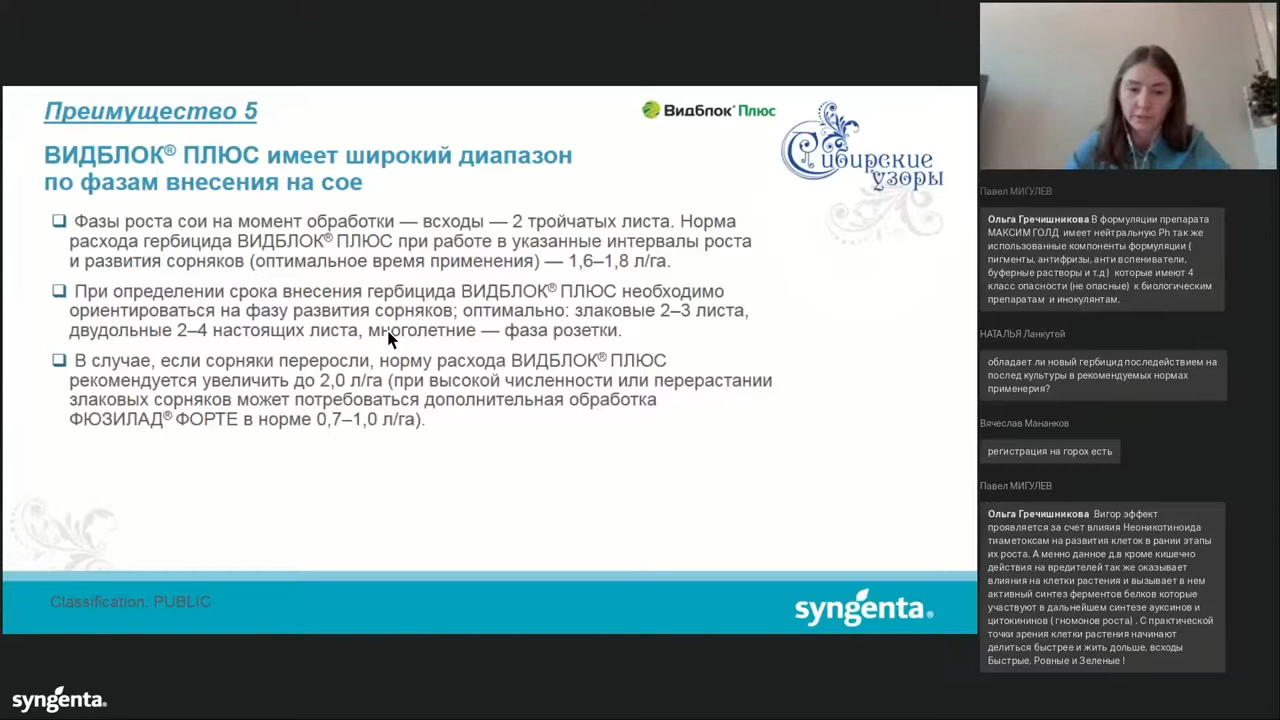 Преимущество 5
Видблок® Плюс
Сибирские
узоры
ВИДБЛОК® ПЛЮС имеет широкий диапазон
по фазам внесения на сое
❑ Фазы роста сои на момент обработки — всходы — 2 тройчатых листа. Норма
расхода гербицида ВИДБЛОК® ПЛЮС при работе в указанные интервалы роста
и развития сорняков (оптимальное время применения) — 1,6–1,8 л/га.
❑ При определении срока внесения гербицида ВИДБЛОК® ПЛЮС необходимо
ориентироваться на фазу развития сорняков; оптимально: злаковые 2–3 листа,
двудольные 2–4 настоящих листа, многолетние — фаза розетки.
❑ В случае, если сорняки переросли, норму расхода ВИДБЛОК® ПЛЮС
рекомендуется увеличить до 2,0 л/га (при высокой численности или перерастании
злаковых сорняков может потребоваться дополнительная обработка
ФЮЗИЛАД® ФОРТЕ в норме 0,7–1,0 л/га).
Classification: PUBLIC
syngenta®
syngenta®
Павел МИГУЛЕВ
Ольга Гречишникова В формуляции препарата
МАКСИМ ГОЛД имеет нейтральную Ph так же
использованные компоненты формуляции (
пигменты, антифризы, анти вспениватели,
буферные растворы и т.д ) которые имеют 4
класс опасности (не опасные) к биологическим
препаратам и инокулянтам.
НАТАЛЬЯ Ланкутей
обладает ли новый гербицид последействием на
послед культуры в рекомендуемых нормах
применерия?
Вячеслав Мананков
регистрация на горох есть
Павел МИГУЛЕВ
Ольга Гречишникова Вигор эффект
проявляется за счет влияия Неоникотиноида
тиаметоксам на развития клеток в рании этапы
их роста. А менно данное д.в кроме кишечно
действия на вредителей так же оказывает
влияния на клетки растения и вызывает в нем
активный синтез ферментов белков которые
участвуют в дальнейшем синтезе ауксинов и
цитокининов ( гномонов роста) . С практической
точки зрения клетки растения начинают
делиться быстрее и жить дольше, всходы
Быстрые, Ровные и Зеленые !